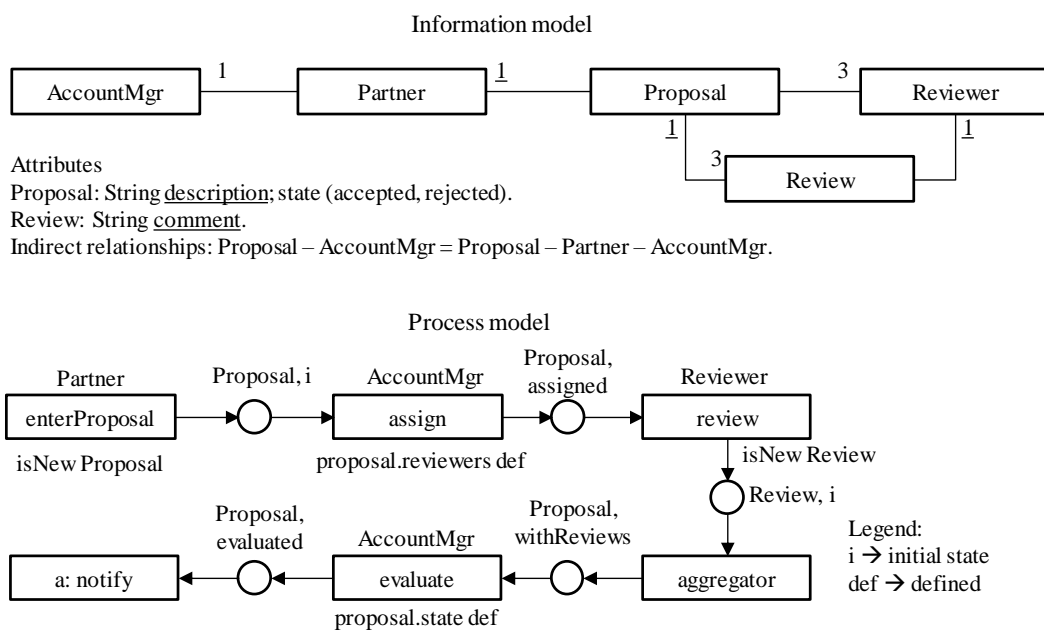 Information model
1
1
3
AccountMgr
Partner
Proposal
Reviewer
1
1
3
Review
Attributes
Proposal: String description; state (accepted, rejected).
Review: String comment.
Indirect relationships: Proposal – AccountMgr = Proposal – Partner – AccountMgr.
Process model
Partner
Proposal, i
AccountMgr
Proposal,
assigned
Reviewer
enterProposal
assign
review
isNew Proposal
proposal.reviewers def
isNew Review
Review, i
Proposal,
evaluated
AccountMgr
Proposal,
withReviews
Legend:
i → initial state
def → defined
a: notify
evaluate
aggregator
proposal.state def